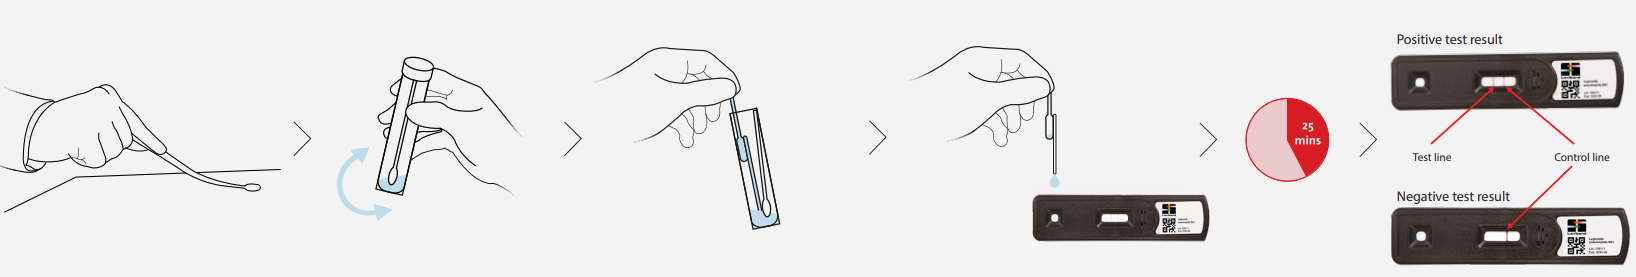 25
mins
Positive test result
Test line
Control line
Negative test result